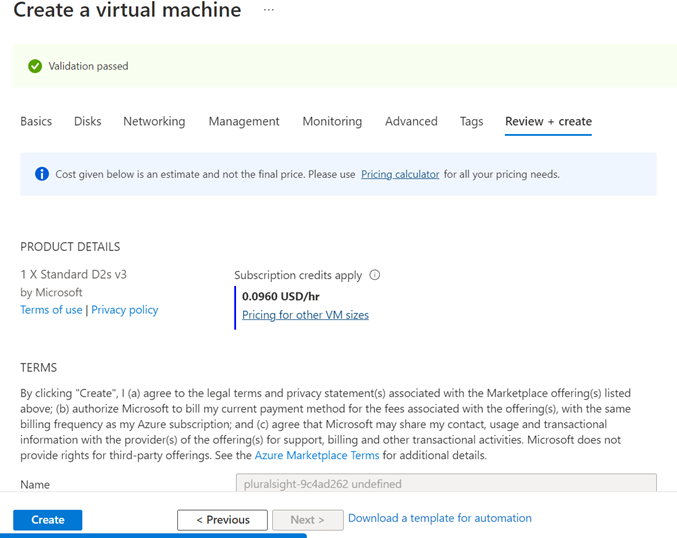 Create a virtual machine ...
Validation passed
Basics Disks Networking Management Monitoring Advanced Tags Review + create
Cost given below is an estimate and not the final price. Please use Pricing calculator for all your pricing needs.
PRODUCT DETAILS
1 X Standard D2s v3
by Microsoft
Terms of use | Privacy policy
Subscription credits apply
0.0960 USD/hr
Pricing for other VM sizes
TERMS
By clicking "Create", I (a) agree to the legal terms and privacy statement(s) associated with the Marketplace offering(s) listed
above; (b) authorize Microsoft to bill my current payment method for the fees associated with the offering(s), with the same
billing frequency as my Azure subscription; and (c) agree that Microsoft may share my contact, usage and transactional
information with the provider(s) of the offering(s) for support, billing and other transactional activities. Microsoft does not
provide rights for third-party offerings. See the Azure Marketplace Terms for additional details.
Name pluralsight-9c4ad262 undefined
Create < Previous Next > Download a template for automation